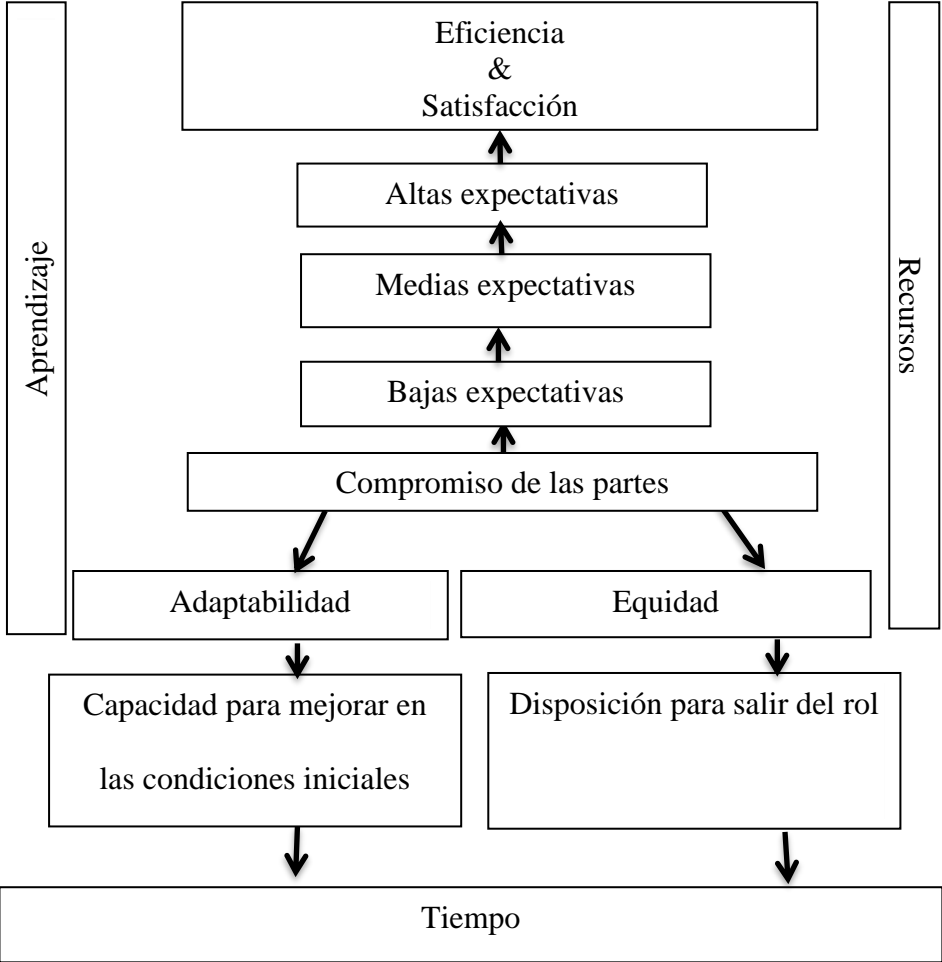 Eficiencia
&
Satisfacción
Altas expectativas
Medias expectativas
Bajas expectativas
Compromiso de las partes
Aprendizaje
Recursos
Adaptabilidad
Equidad
Capacidad para mejorar en
las condiciones iniciales
Disposición para salir del rol
Tiempo